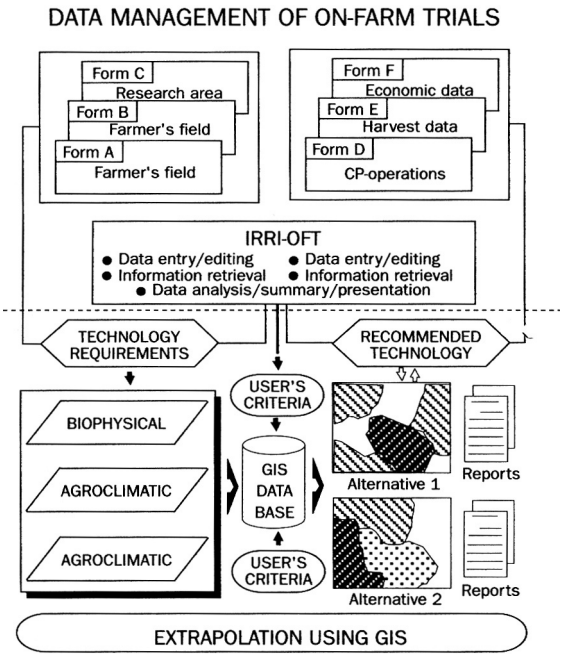 DATA MANAGEMENT OF ON-FARM TRIALS
Form C
Research area
Form B
Farmer's field
Form A
Farmer's field
Form F
Economic data
Form E
Harvest data
Form D
CP-operations
IRRI-OFT
● Data entry/editing ● Data entry/editing
● Information retrieval ● Information retrieval
● Data analysis/summary/presentation
TECHNOLOGY
REQUIREMENTS
RECOMMENDED
TECHNOLOGY
BIOPHYSICAL
AGROCLIMATIC
AGROCLIMATIC
USER'S
CRITERIA
GIS
DATA
BASE
USER'S
CRITERIA
Alternative 1
Reports
Alternative 2
Reports
EXTRAPOLATION USING GIS